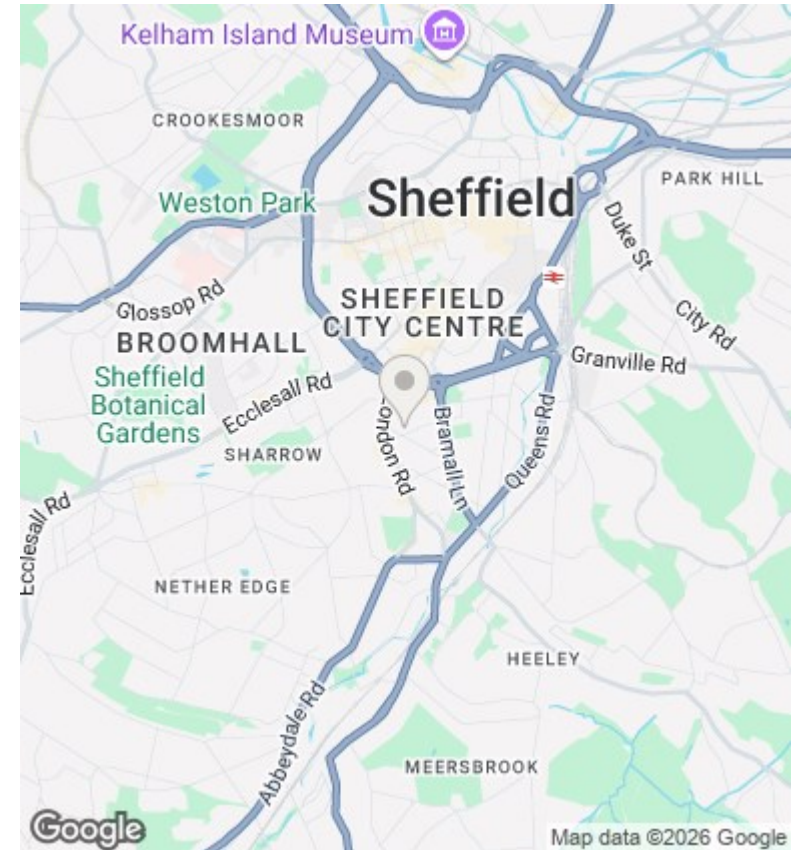 Kelham Island Museum
CROOKESMOOR
PARK HILL
Weston Park
Sheffield
Duke St
City Rd
Glossop Rd
SHEFFIELD
CITY CENTRE
BROOMHALL
Granville Rd
Sheffield
Botanical
Gardens
Ecclesall Rd
London Rd
Bramall Ln
Queens Rd
SHARROW
Ecclesall Rd
NETHER EDGE
HEELEY
Abbeydale Rd
MEERSBROOK
Google
Map data ©2026 Google